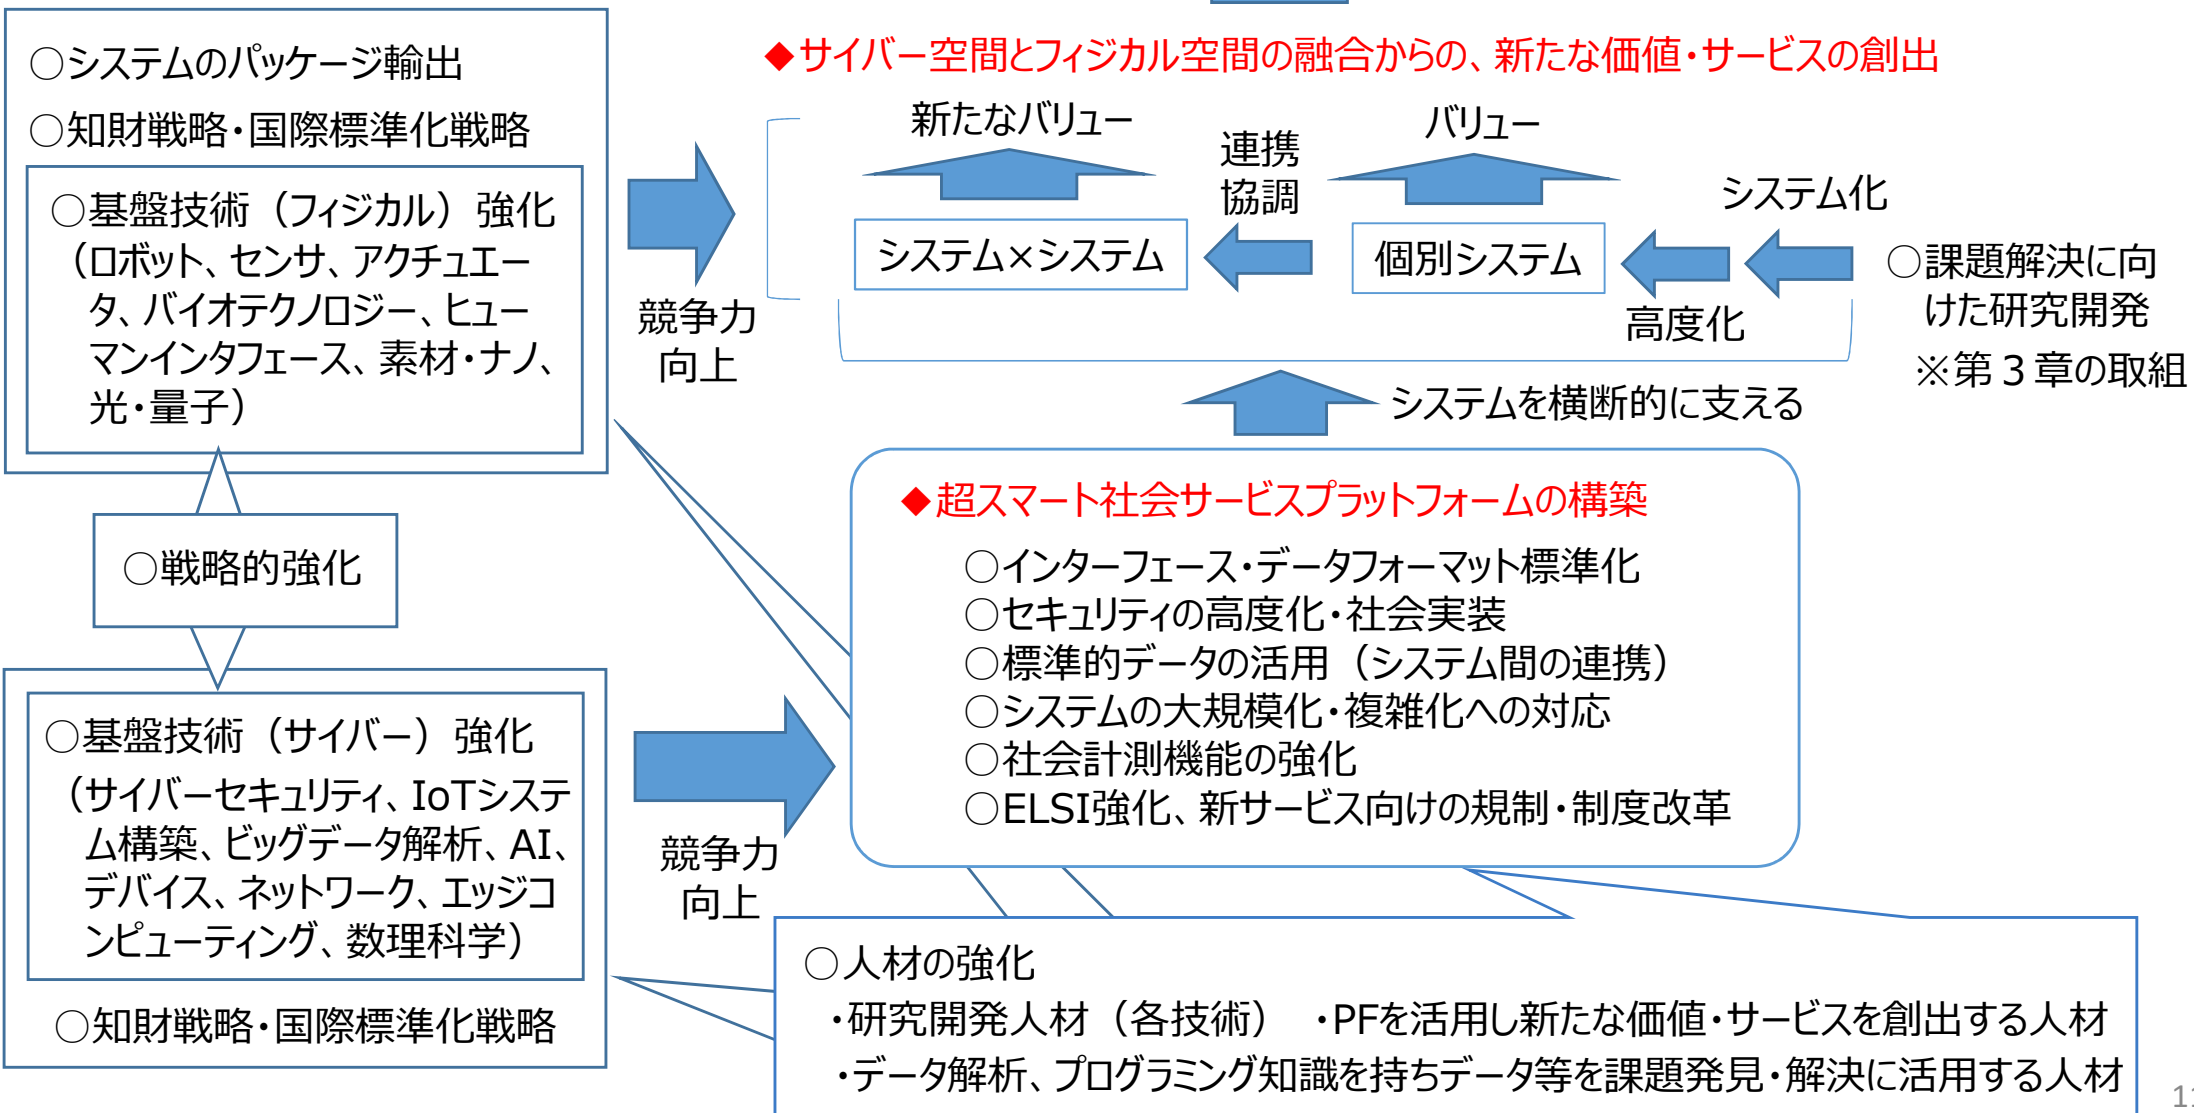 ○システムのパッケージ輸出
○知財戦略・国際標準化戦略
○基盤技術（フィジカル）強化
（ロボット、センサ、アクチュエー
タ、バイオテクノロジー、ヒュー
マンインタフェース、素材・ナノ、
光・量子）
○戦略的強化
○基盤技術（サイバー）強化
（サイバーセキュリティ、IoTシステ
ム構築、ビッグデータ解析、AI、
デバイス、ネットワーク、エッジコ
ンピューティング、数理科学）
○知財戦略・国際標準化戦略
競争力
向上
競争力
向上
◆サイバー空間とフィジカル空間の融合からの、新たな価値・サービスの創出
新たなバリュー
連携
協調
バリュー
システム化
システム×システム
個別システム
高度化
○課題解決に向
けた研究開発
※第３章の取組
システムを横断的に支える
◆超スマート社会サービスプラットフォームの構築
○インターフェース・データフォーマット標準化
○セキュリティの高度化・社会実装
○標準的データの活用（システム間の連携）
○システムの大規模化・複雑化への対応
○社会計測機能の強化
○ELSI強化、新サービス向けの規制・制度改革
○人材の強化
・研究開発人材（各技術） ・PFを活用し新たな価値・サービスを創出する人材
・データ解析、プログラミング知識を持ちデータ等を課題発見・解決に活用する人材